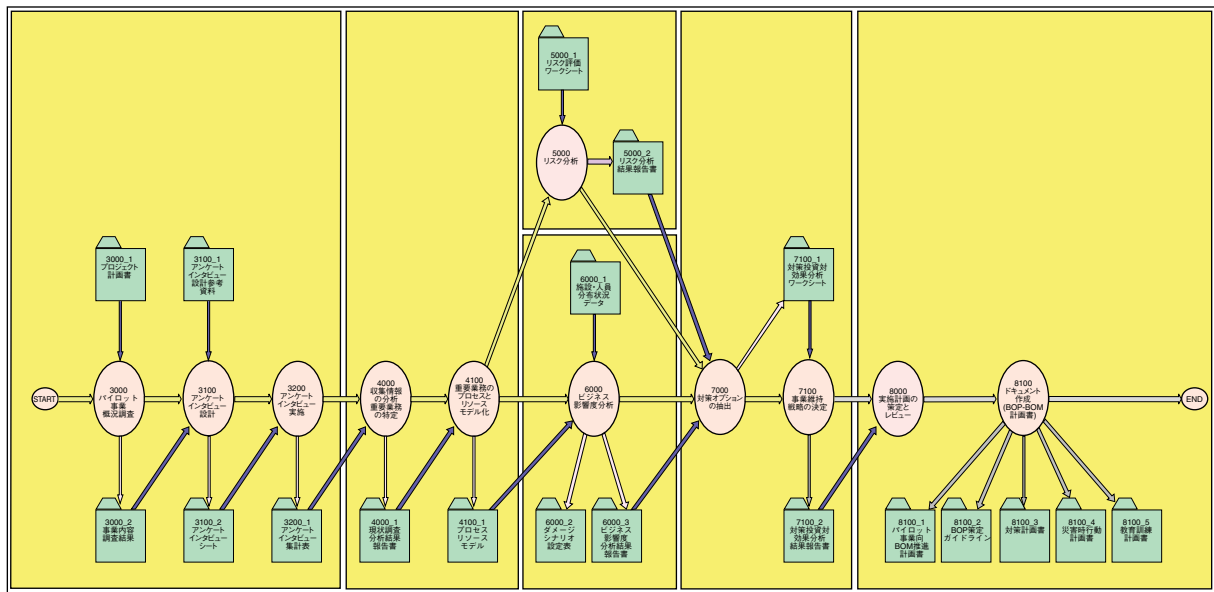 START
3000_1
プロジェクト
計画書
3000
パイロット
事業
概況調査
3000_2
事業内容
調査結果
3100_1
アンケート
インタビュー
設計参考
資料
3100
アンケート
インタビュー
設計
3100_2
アンケート
インタビュー
シート
3200
アンケート
インタビュー
実施
3200_1
アンケート
インタビュー
集計表
4000
収集情報
の分析
重要業務
の特定
4000_1
現状調査
分析結果
報告書
4100
重要業務の
プロセスと
リソース
モデル化
4100_1
プロセス
リソース
モデル
5000_1
リスク評価
ワークシート
5000
リスク分析
5000_2
リスク分析
結果報告書
6000_1
施設・人員
分布状況
データ
6000
ビジネス
影響度分析
6000_2
ダメージ
シナリオ
設定表
6000_3
ビジネス
影響度
分析結果
報告書
7000
対策オプション
の抽出
7100_1
対策投資対
効果分析
ワークシート
7100
事業維持
戦略の決定
7100_2
対策投資対
効果分析
結果報告書
8000
実施計画の
策定と
レビュー
8100
ドキュメント
作成
(BOP-BOM
計画書)
8100_1
パイロット
事業向
BOM推進
計画書
8100_2
BOP策定
ガイドライン
8100_3
対策計画書
8100_4
災害時行動
計画書
8100_5
教育訓練
計画書
END